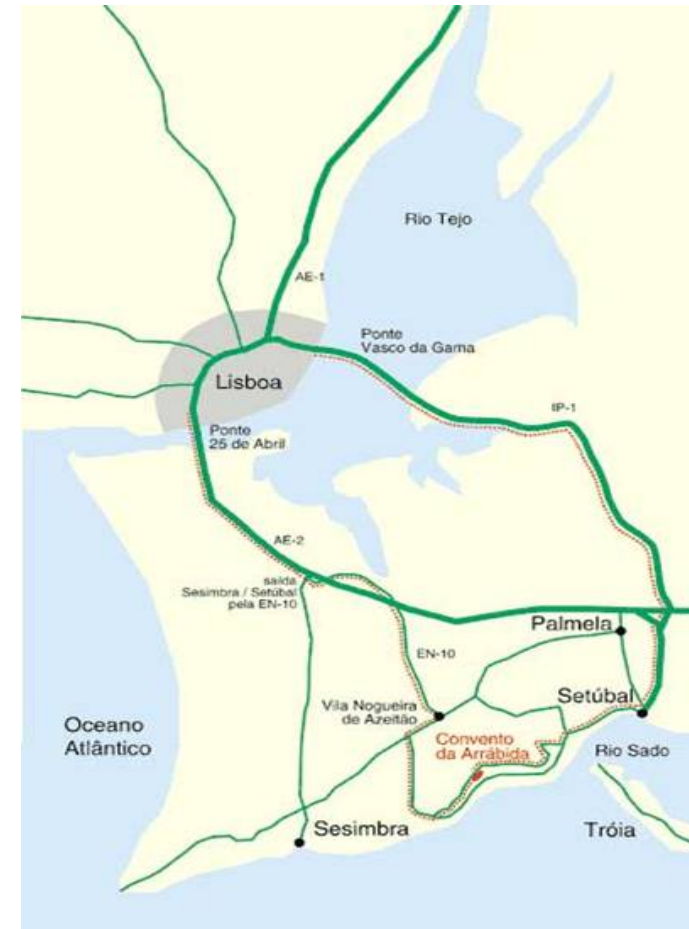 Rio Tejo
AE-1
Ponte
Vasco da Gama
Lisboa
IP-1
Ponte
25 de Abril
AE-2
saída
Sesimbra / Setúbal
pela EN-10
Palmela
EN-10
Setúbal
Vila Nogueira
de Azeitão
Oceano
Atlântico
Convento
da Arrábida
Rio Sado
Sesimbra
Tróia